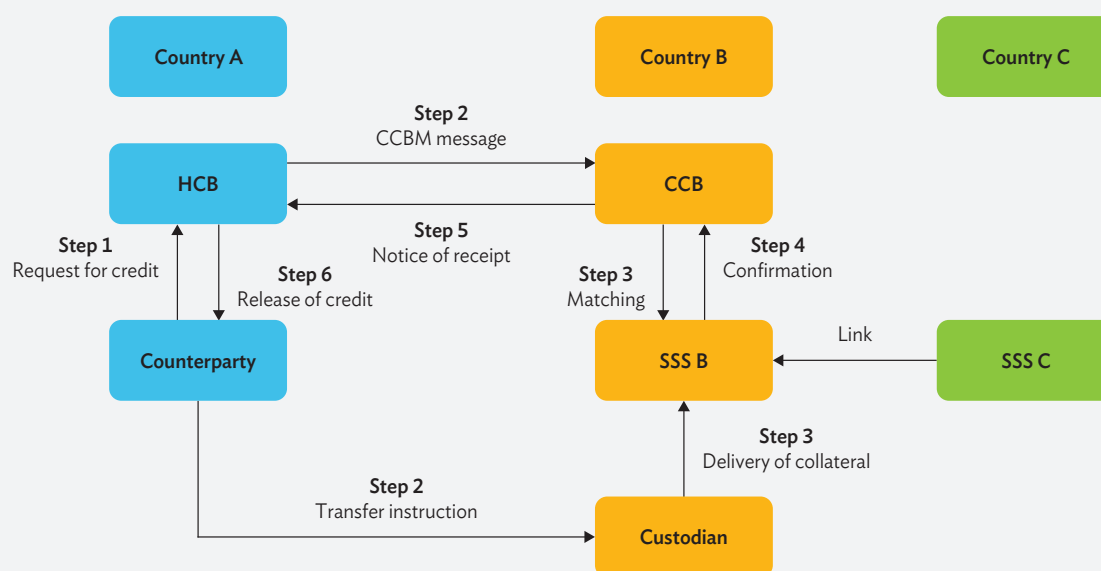 Country A
Country B
Country C
Step 2
CCBM message
HCB
CCB
Step 5
Notice of receipt
Step 1
Request for credit
Step 6
Release of credit
Step 3
Matching
Step 4
Confirmation
Link
Counterparty
SSS B
SSS C
Step 3
Delivery of collateral
Step 2
Transfer instruction
Custodian